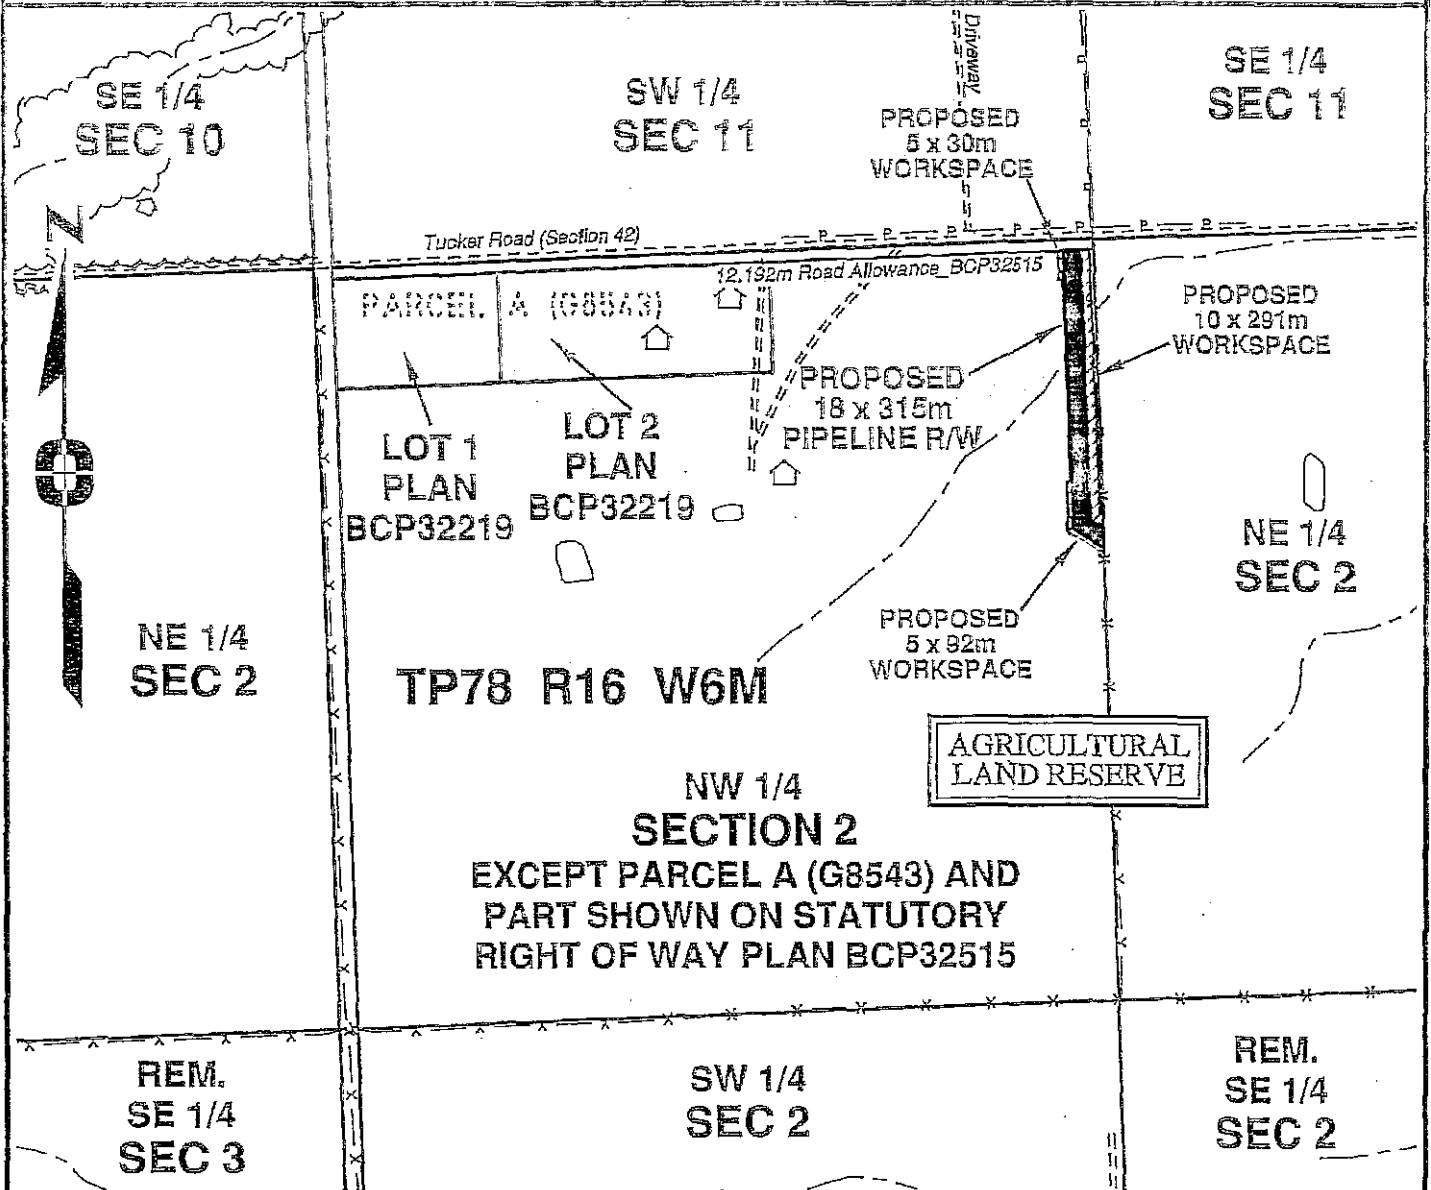 Driveway
SE 1/4
SEC 10
SW 1/4
SEC 11
SE 1/4
SEC 11
PROPOSED
5 x 30m
WORKSPACE
N
Tucker Road (Section 42)
12.192m Road Allowance_BCP32515
PARCEL A (G8543)
PROPOSED
10 x 291m
WORKSPACE
PROPOSED
18 x 315m
PIPELINE R/W
LOT 1
PLAN
BCP32219
LOT 2
PLAN
BCP32219
NE 1/4
SEC 2
NE 1/4
SEC 2
PROPOSED
5 x 92m
WORKSPACE
TP78 R16 W6M
AGRICULTURAL
LAND RESERVE
NW 1/4
SECTION 2
EXCEPT PARCEL A (G8543) AND
PART SHOWN ON STATUTORY
RIGHT OF WAY PLAN BCP32515
REM.
SE 1/4
SEC 3
SW 1/4
SEC 2
REM.
SE 1/4
SEC 2